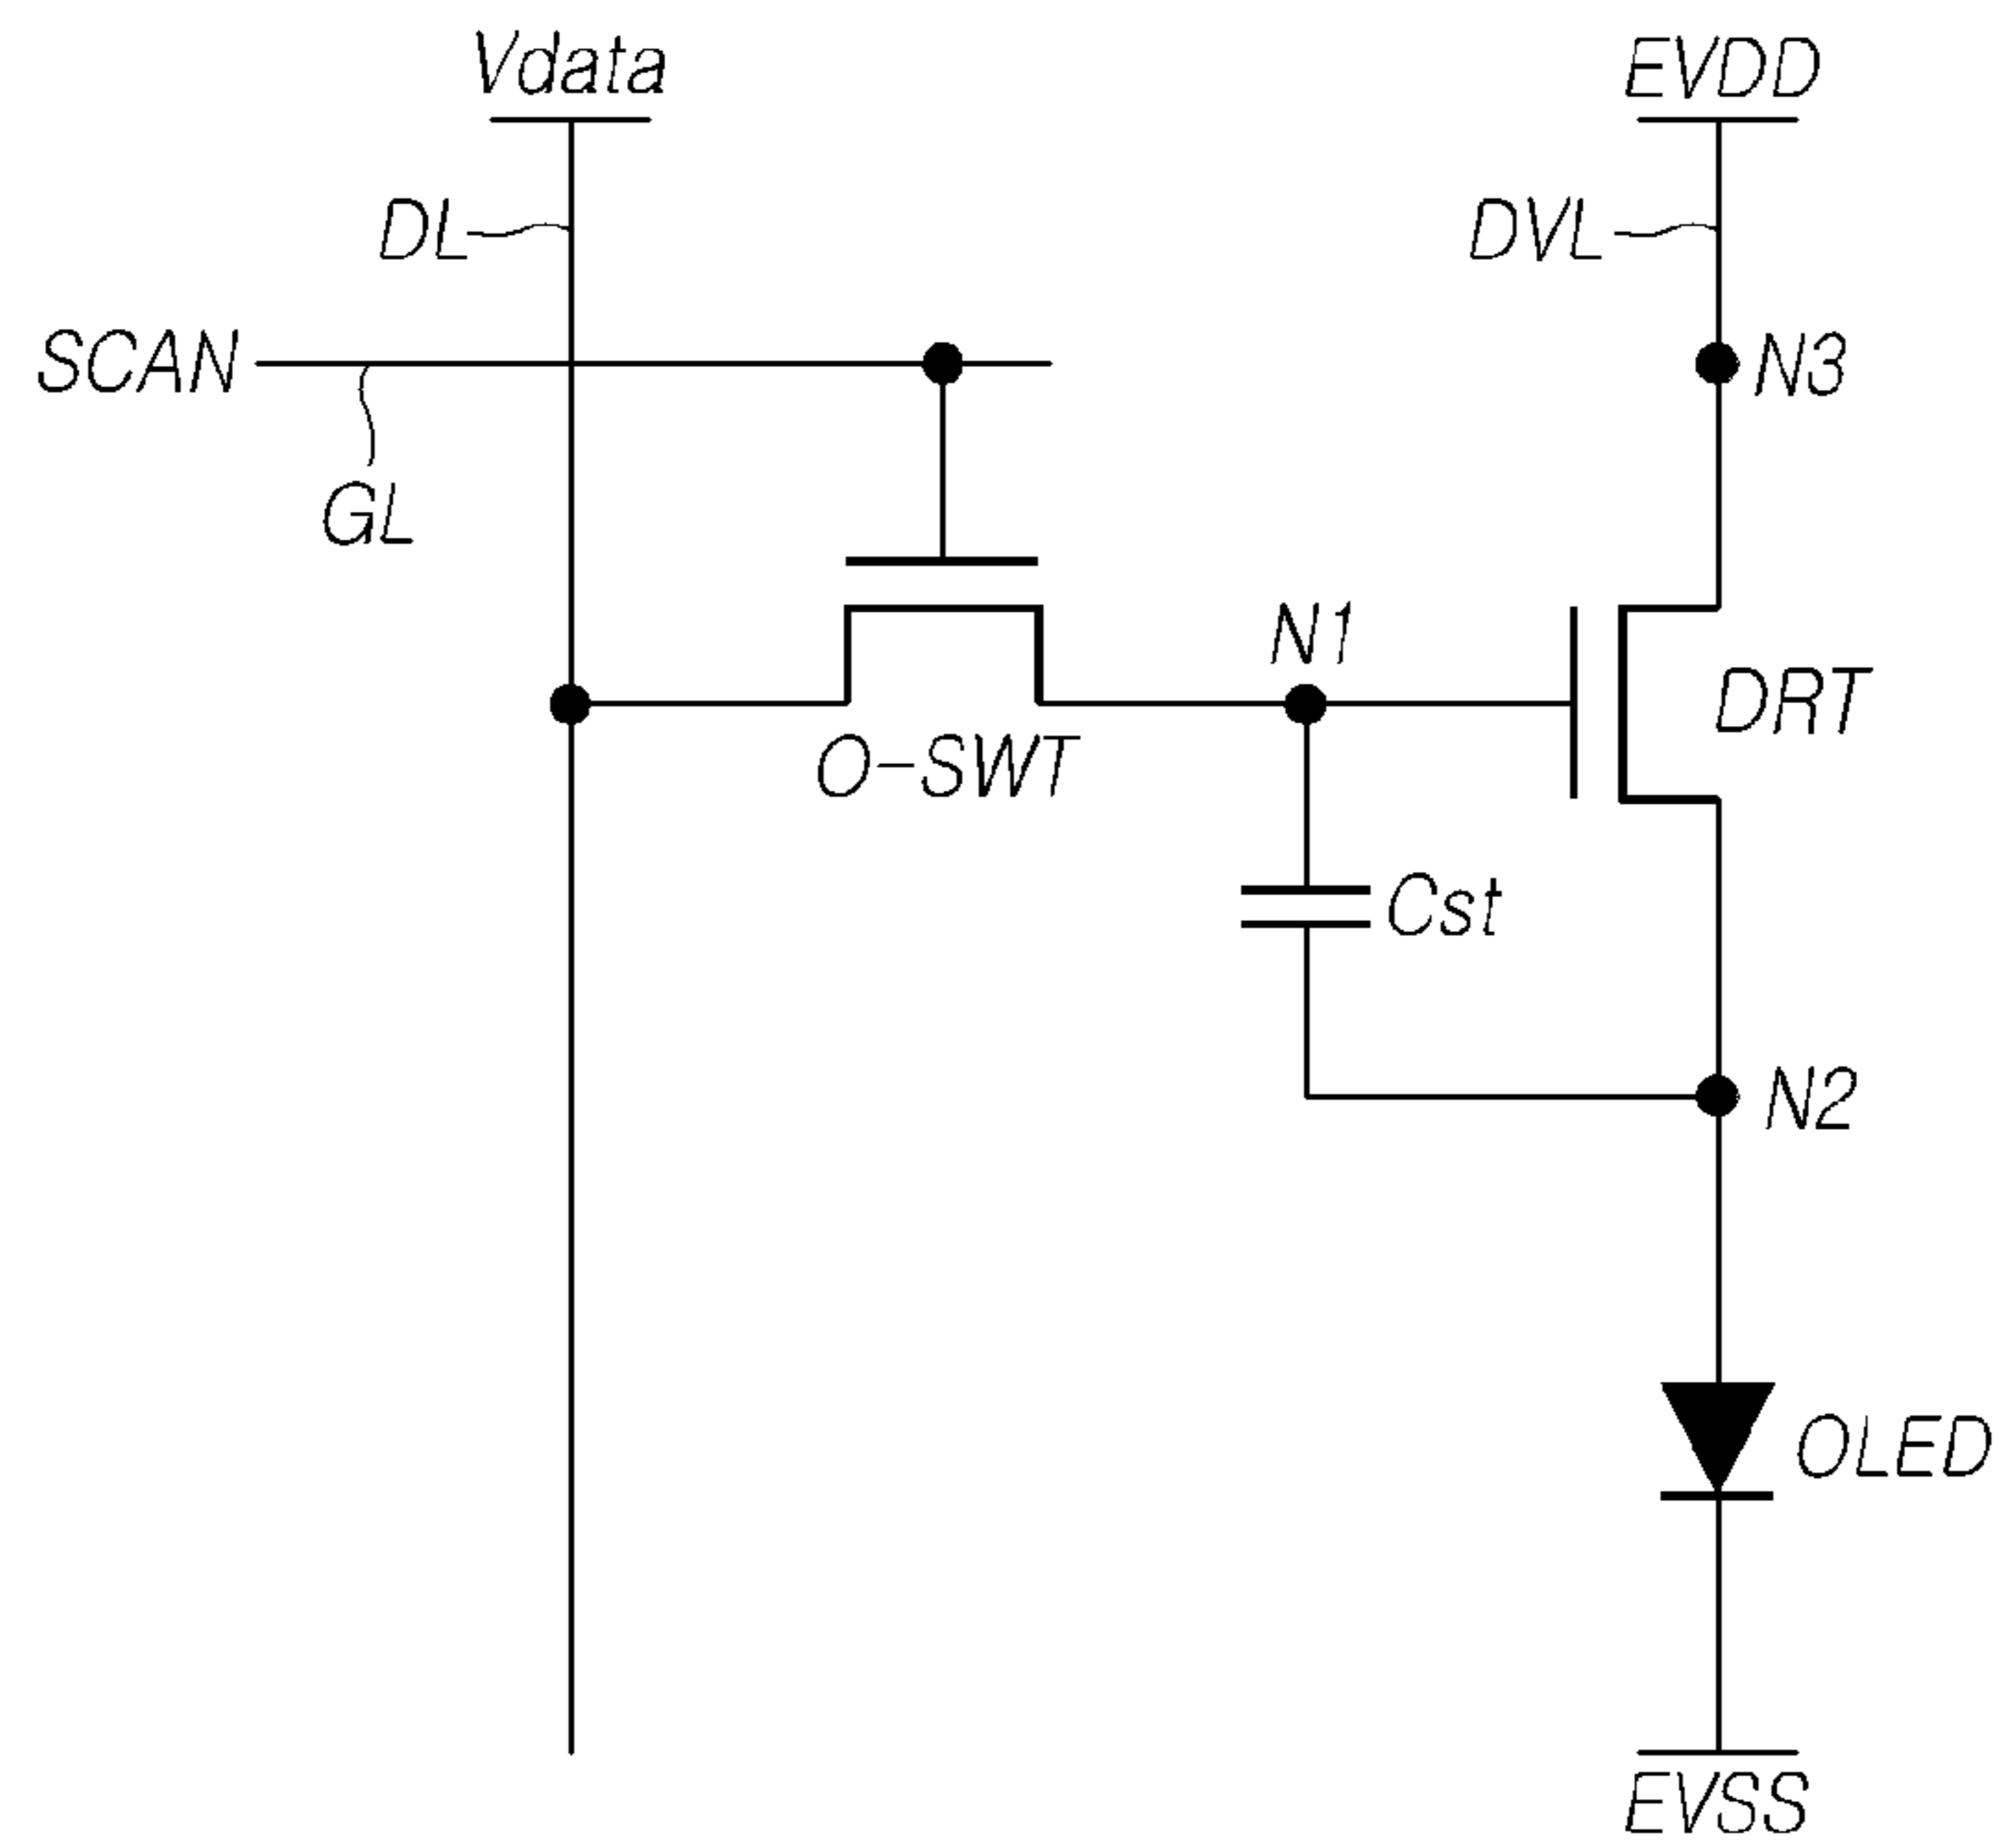 Vdata
EVDD
DL
DVL
SCAN
N3
GL
N1
DRT
O-SWT
Cst
N2
OLED
EVSS